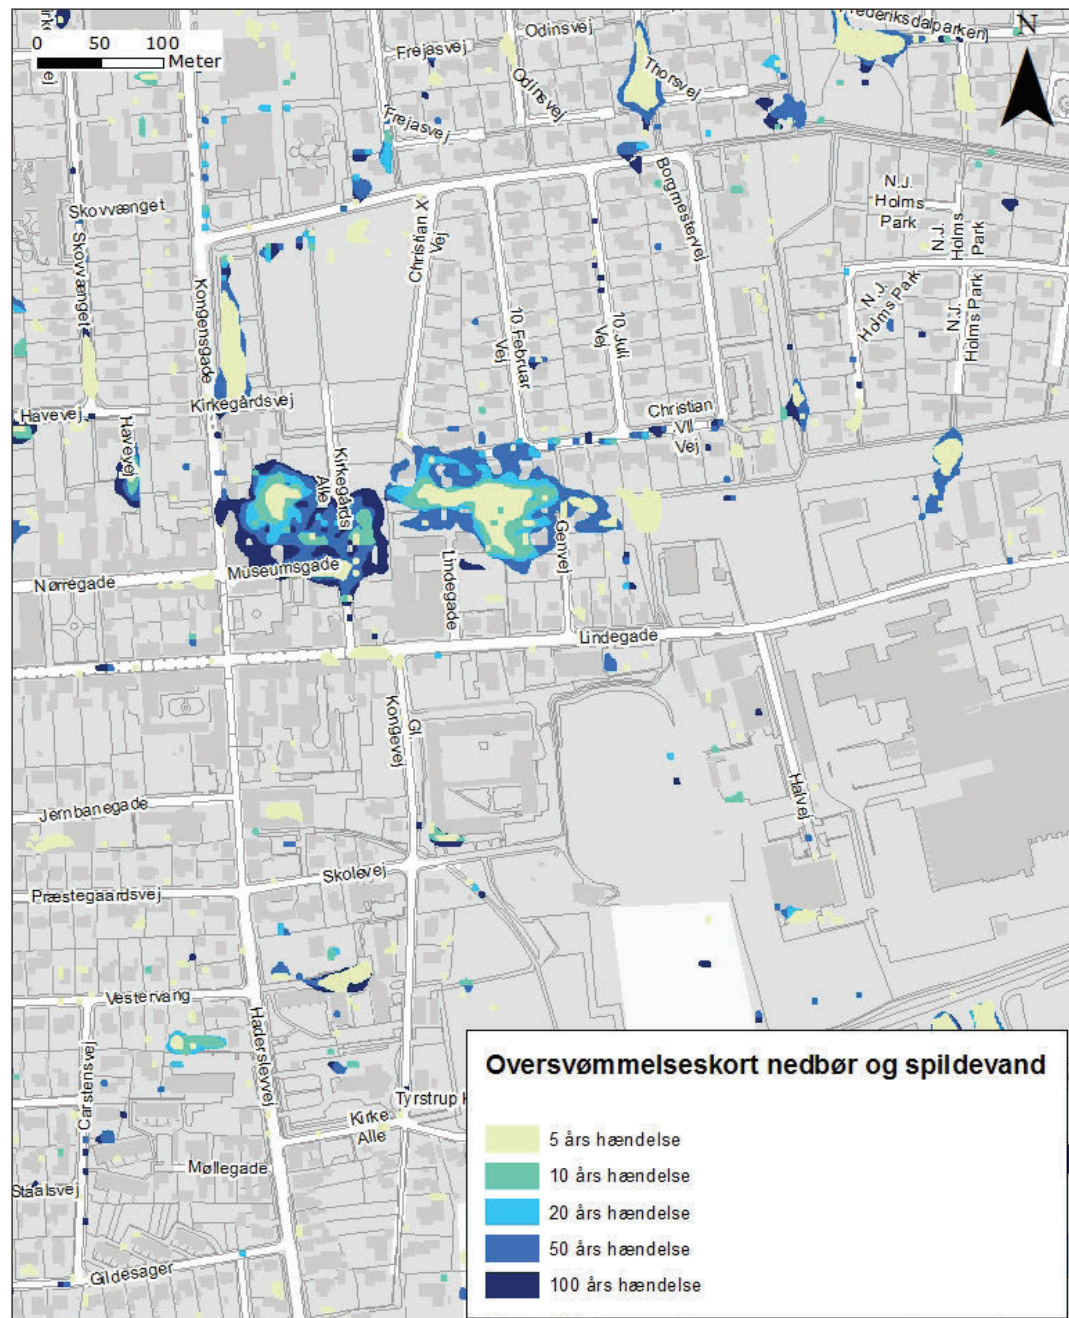 0 50 100
Meter
N
Odinsvej
Frejasvej
Frederiksdalparken
Thorsvej
Odinsvej
Frejasvej
Skovvænget
Skovvænget
Kongensgade
Christian X
Vej
10. Februar
Vej
10. Juli
Vej
Borgmestervej
N.J.
Holms
Park
N.J.
Holms
Park
N.J.
Holms Park
N.J.
Holms Park
Kirkegårdsvej
Havevej
Havevej
Christian
VII
Vej
Kirkegårds
Alle
Museumsgade
Nørregade
Lindegade
Genvej
Lindegade
Gl.
Kongevej
Halvej
Jernbanegade
Skolevej
Præstegaardsvej
Vestervang
Haderslevvej
Carstensvej
Tyrstrup K
Kirke
Alle
Møllegade
Staalsvej
Gildesager
Oversvømmelseskort nedbør og spildevand
5 års hændelse
10 års hændelse
20 års hændelse
50 års hændelse
100 års hændelse